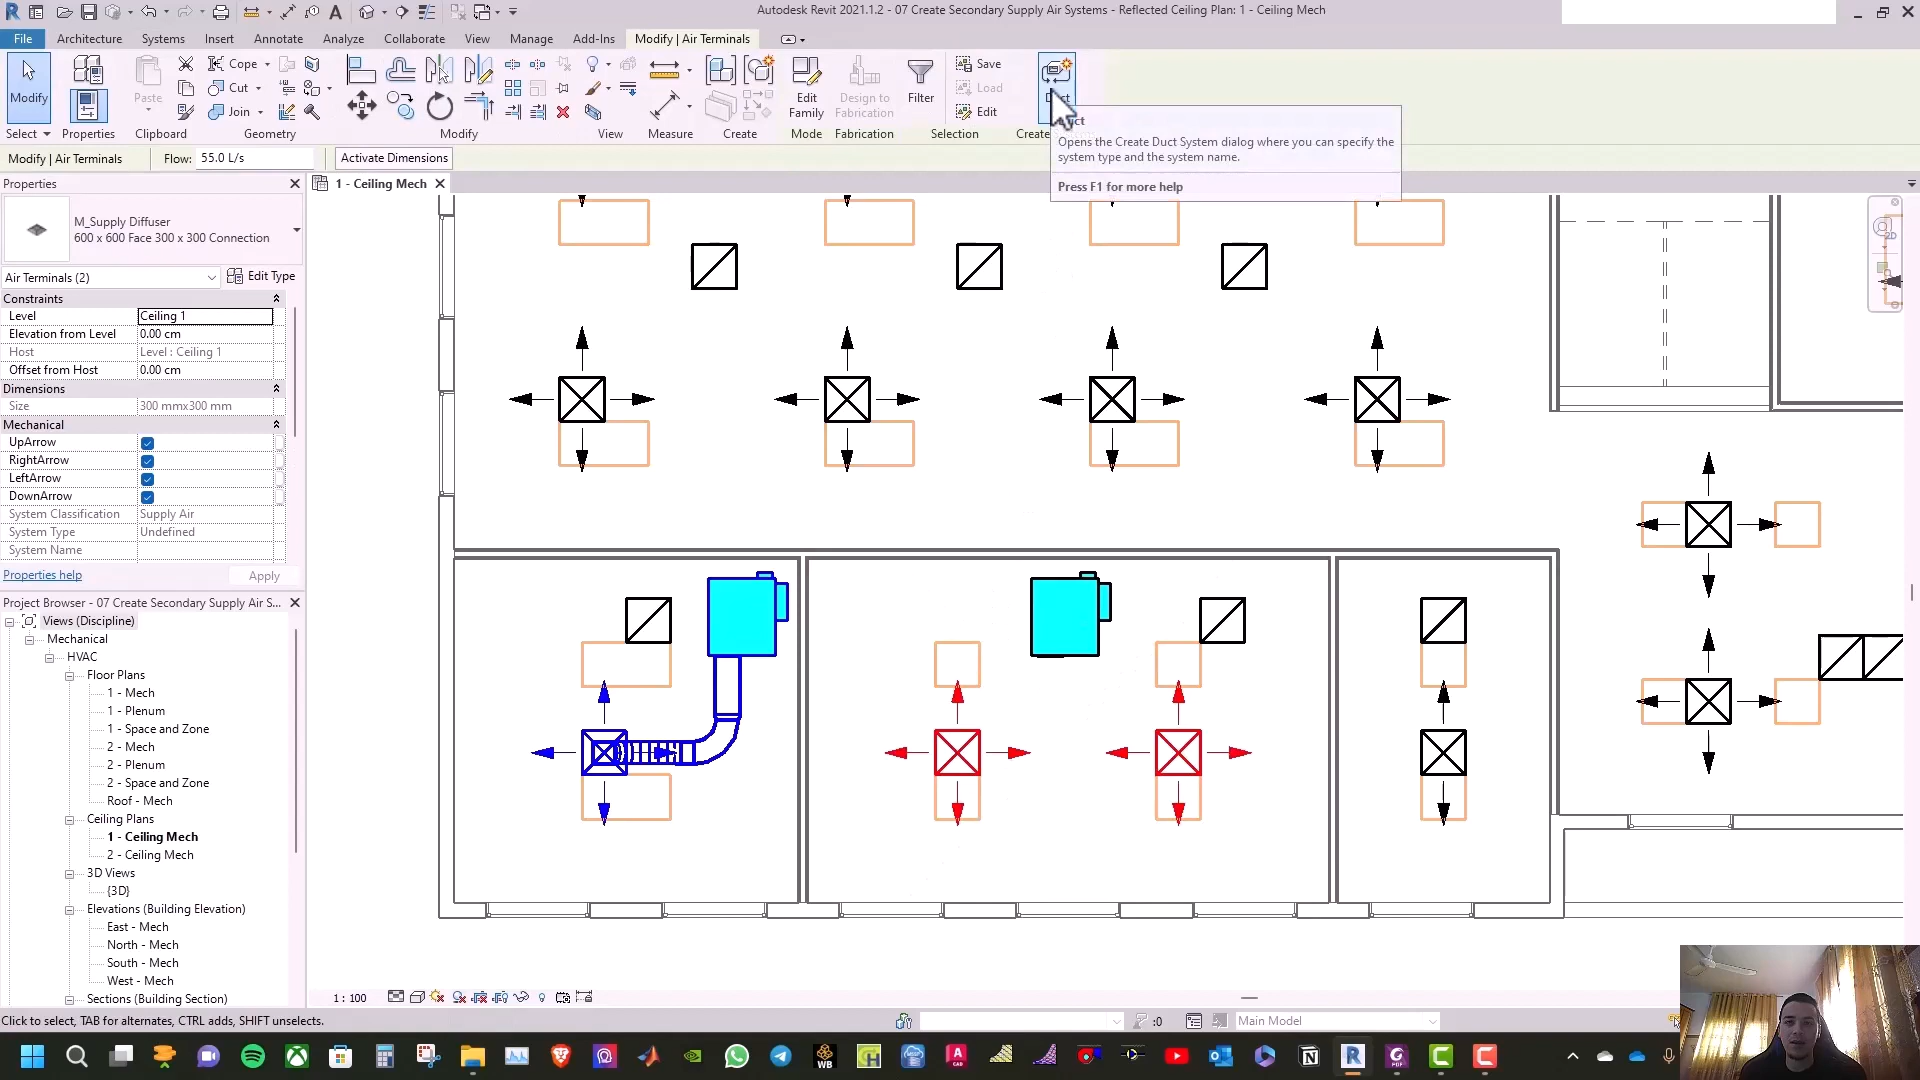 Autodesk Revit 2021.1.2 - 07 Create Secondary Supply Air Systems - Reflected Ceiling Plan: 1 - Ceiling Mech
File Architecture Systems Insert Annotate Analyze Collaborate View Manage Add-Ins Modify | Air Terminals
Modify Paste Cope Cut Join Edit Family Design to Fabrication Filter Save Load Edit
Select Properties Clipboard Geometry Modify View Measure Create Mode Fabrication Selection
Modify | Air Terminals Flow: 55.0 L/s Activate Dimensions
Opens the Create Duct System dialog where you can specify the
system type and the system name.
Press F1 for more help
Properties
1 - Ceiling Mech
M_Supply Diffuser
600 x 600 Face 300 x 300 Connection
Air Terminals (2) Edit Type
Constraints
Level Ceiling 1
Elevation from Level 0.00 cm
Host Level : Ceiling 1
Offset from Host 0.00 cm
Dimensions
Size 300 mmx300 mm
Mechanical
UpArrow
RightArrow
LeftArrow
DownArrow
System Classification Supply Air
System Type Undefined
System Name
Properties help Apply
Project Browser - 07 Create Secondary Supply Air S...
Views (Discipline)
Mechanical
HVAC
Floor Plans
1 - Mech
1 - Plenum
1 - Space and Zone
2 - Mech
2 - Plenum
2 - Space and Zone
Roof - Mech
Ceiling Plans
1 - Ceiling Mech
2 - Ceiling Mech
3D Views
{3D}
Elevations (Building Elevation)
East - Mech
North - Mech
South - Mech
West - Mech
Sections (Building Section)
1 : 100
Click to select, TAB for alternates, CTRL adds, SHIFT unselects.
:0
Main Model
WB